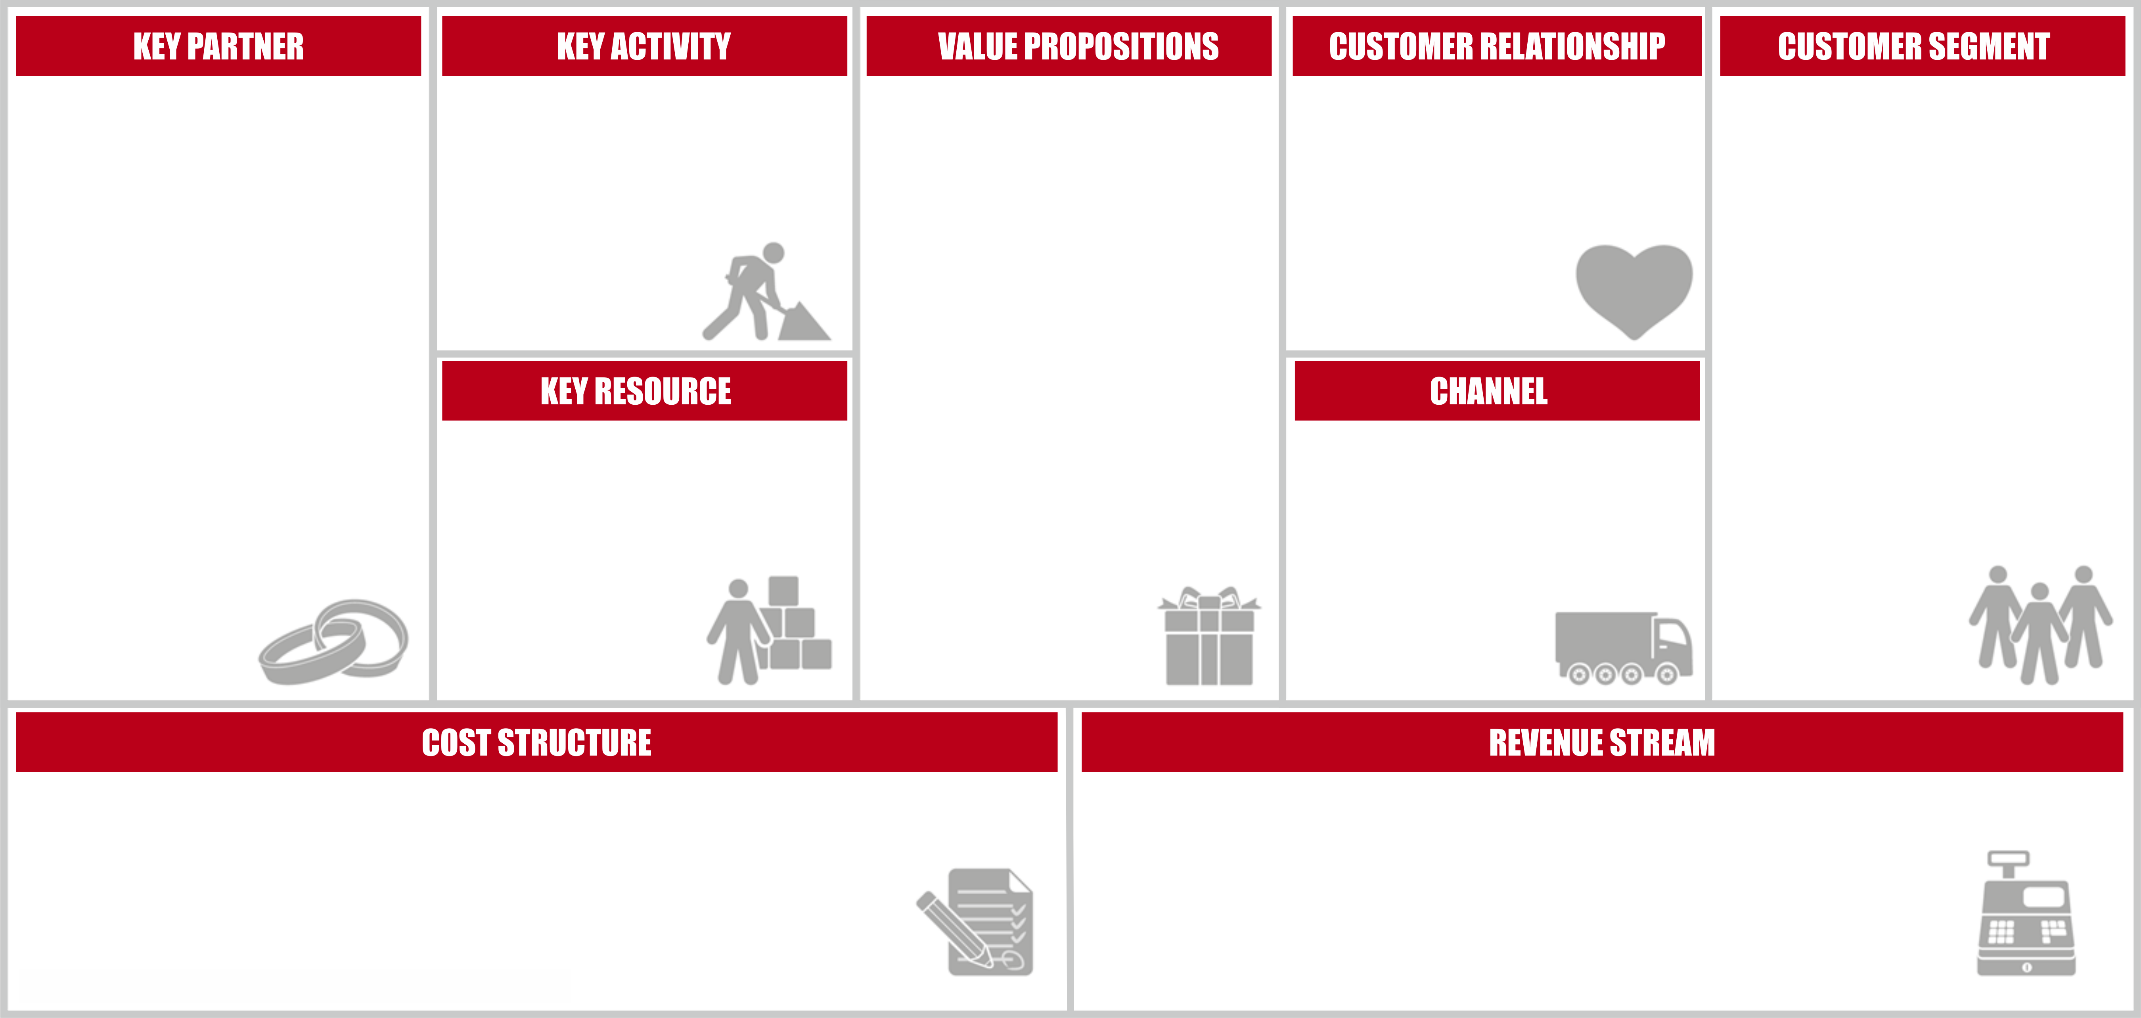 KEY PARTNER
KEY ACTIVITY
VALUE PROPOSITIONS
CUSTOMER RELATIONSHIP
CUSTOMER SEGMENT
KEY RESOURCE
CHANNEL
COST STRUCTURE
REVENUE STREAM